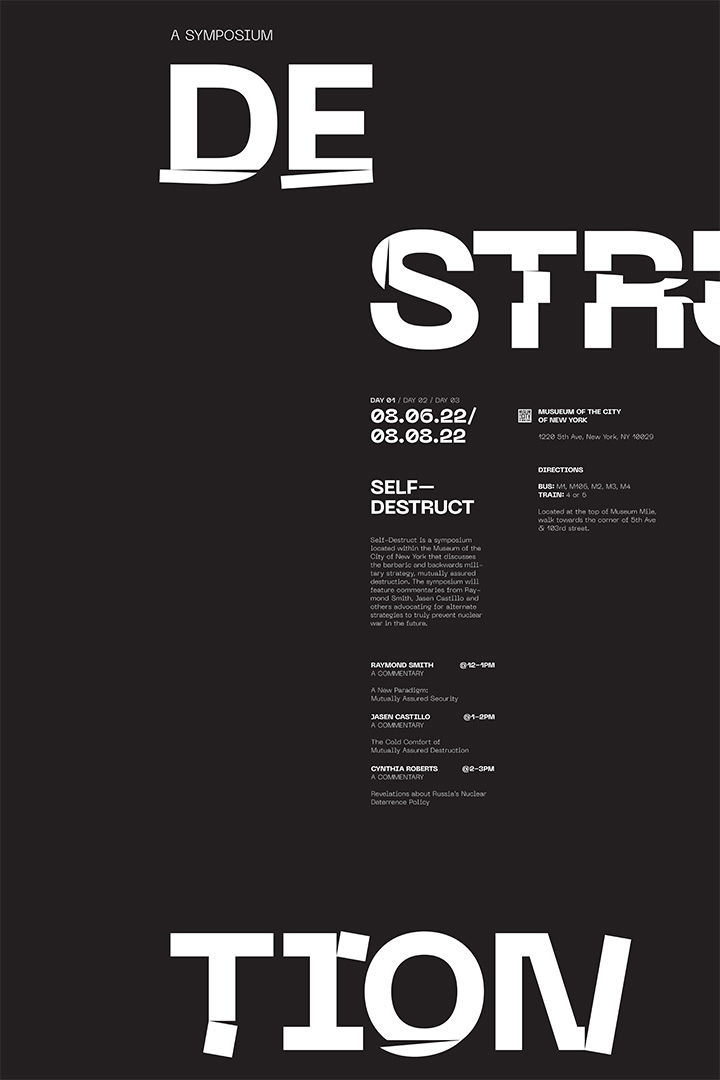 A SYMPOSIUM
DE
STRU
DAY 01 / DAY 02 / DAY 03
08.06.22/
08.08.22
MUSUEUM OF THE CITY
OF NEW YORK
1220 5th Ave, New York, NY 10029
DIRECTIONS
BUS: M1, M106, M2, M3, M4
TRAIN: 4 or 6
Located at the top of Museum Mile,
walk towards the corner of 5th Ave
& 103rd street.
SELF—
DESTRUCT
Self-Destruct is a symposium
located within the Museum of the
City of New York that discusses
the barbaric and backwards mili-
tary strategy, mutually assured
destruction. The symposium will
feature commentaries from Ray-
mond Smith, Jasen Castillo and
others advocating for alternate
strategies to truly prevent nuclear
war in the future.
RAYMOND SMITH @12-1PM
A COMMENTARY
A New Paradigm:
Mutually Assured Security
JASEN CASTILLO @1-2PM
A COMMENTARY
The Cold Comfort of
Mutually Assured Destruction
CYNTHIA ROBERTS @2-3PM
A COMMENTARY
Revelations about Russia's Nuclear
Deterrence Policy
TION